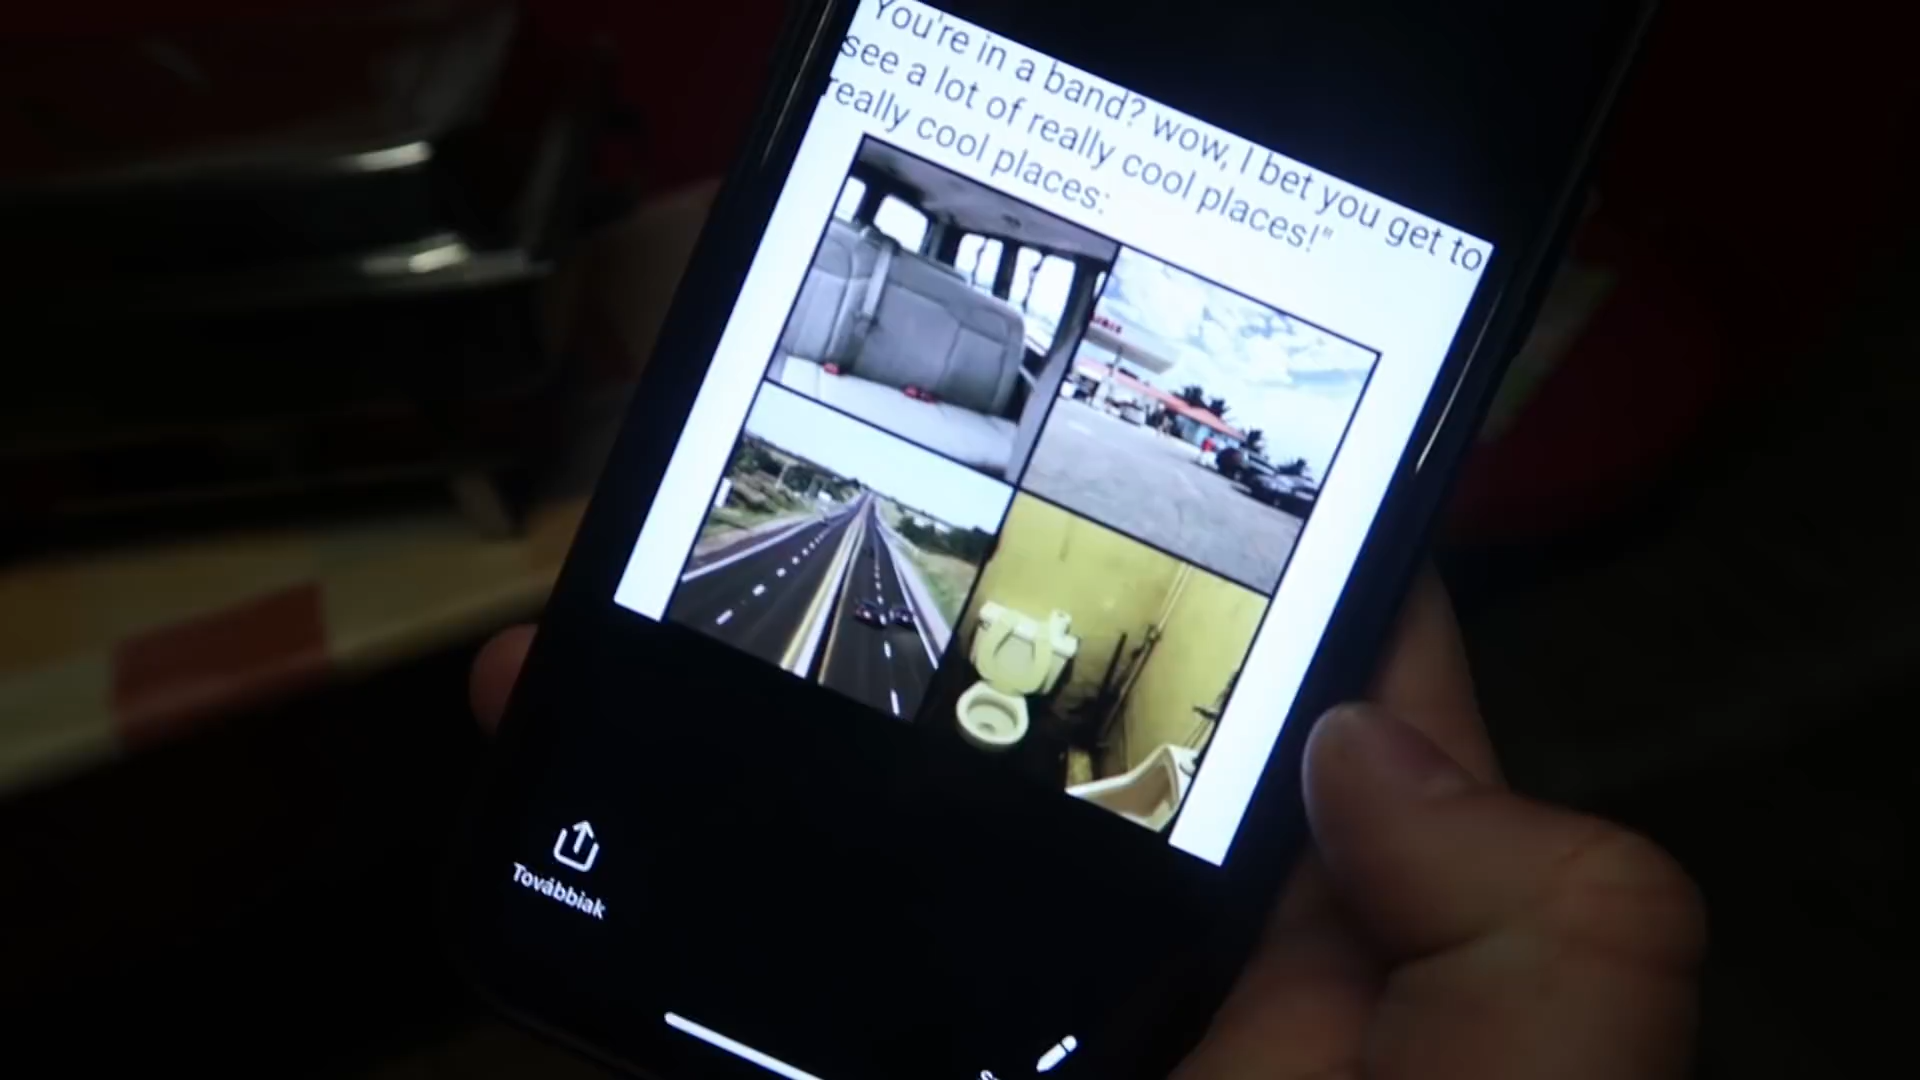 You're in a band? wow, I bet you get to
see a lot of really cool places!"
really cool places:
Továbbiak